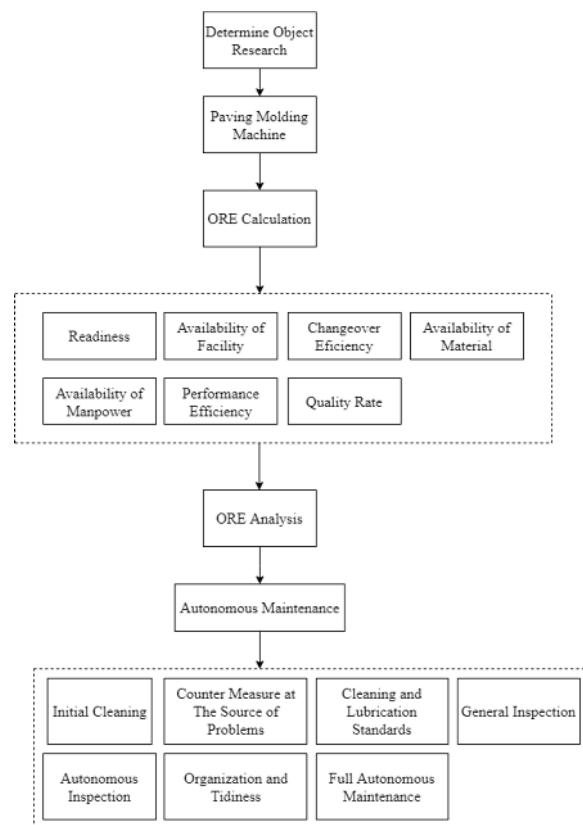 Determine Object
Research
Paving Molding
Machine
ORE Calculation
Readiness
Availability of
Facility
Changeover
Eficiency
Availability of
Material
Availability of
Manpower
Performance
Efficiency
Quality Rate
ORE Analysis
Autonomous Maintenance
Initial Cleaning
Counter Measure at
The Source of
Problems
Cleaning and
Lubrication
Standards
General Inspection
Autonomous
Inspection
Organization and
Tidiness
Full Autonomous
Maintenance